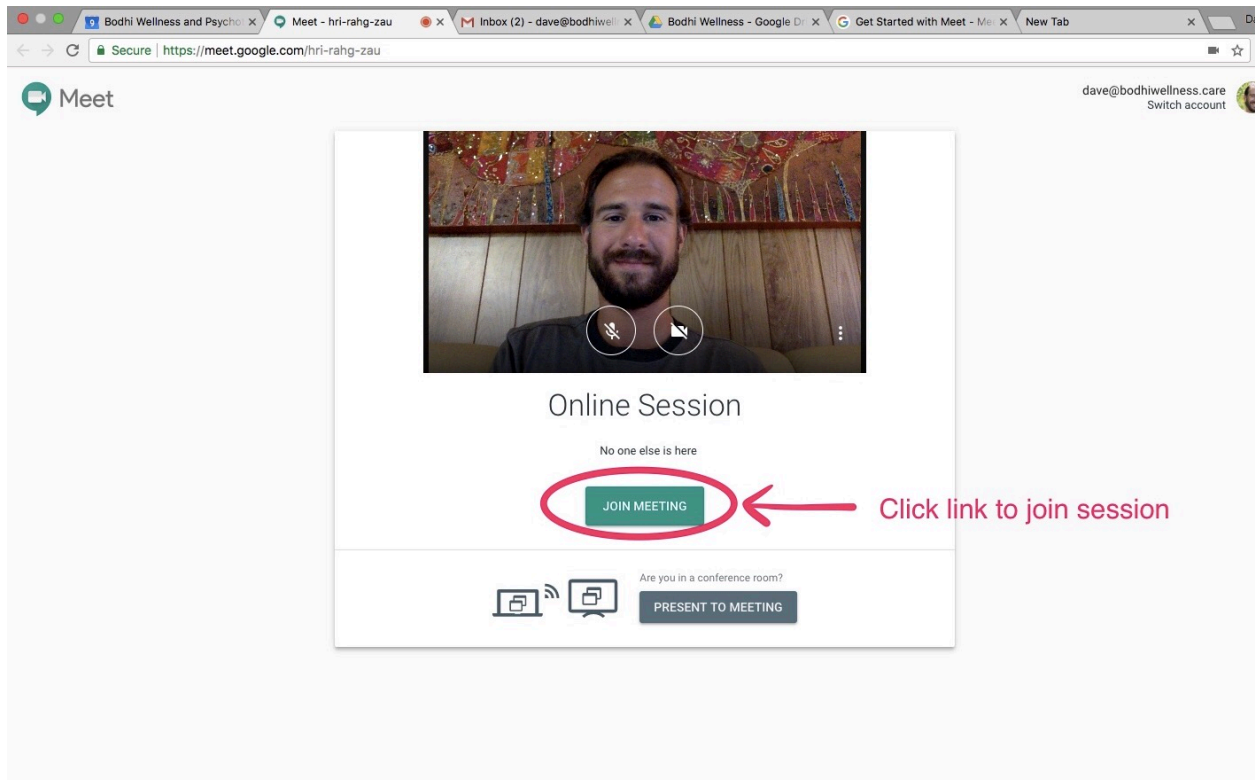 Bodhi Wellness and Psycho
Meet - hri-rahg-zau
Inbox (2) - dave@bodhiwell
Bodhi Wellness - Google Dr
Get Started with Meet - Me
New Tab
Secure | https://meet.google.com/hri-rahg-zau
Meet
dave@bodhiwellness.care
Switch account
Online Session
No one else is here
JOIN MEETING
Click link to join session
Are you in a conference room?
PRESENT TO MEETING